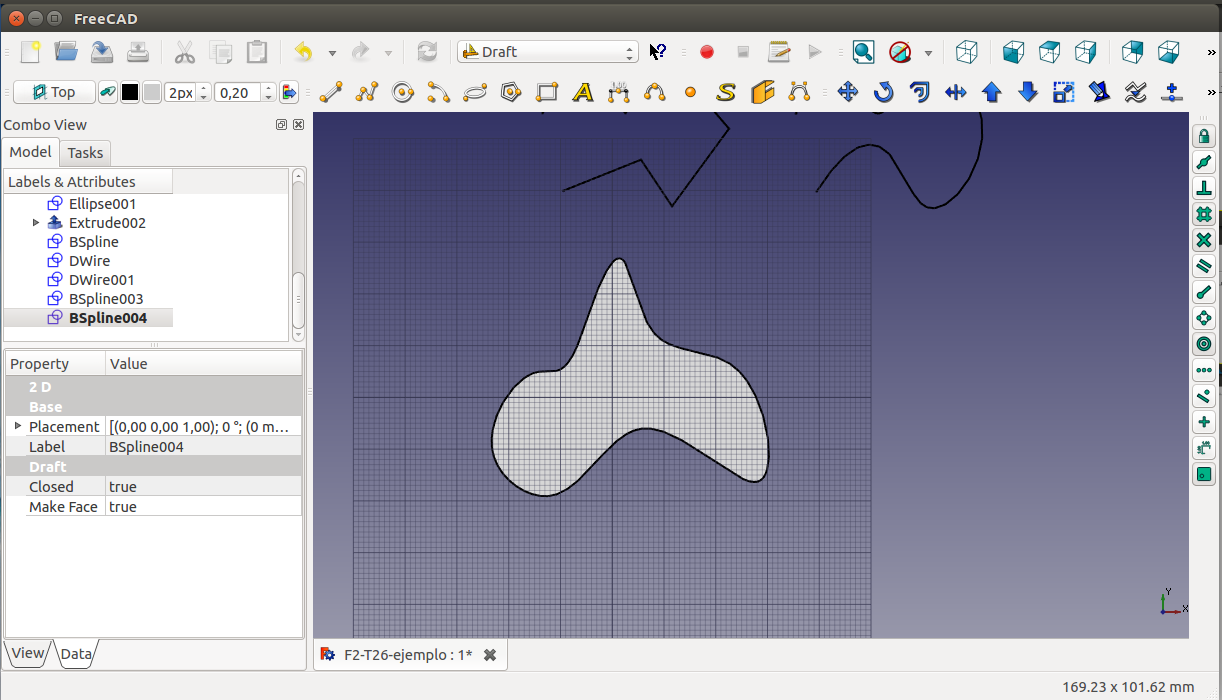 FreeCAD
Draft
»
Top
2px
0,20
»
Combo View
Model
Tasks
Labels & Attributes
Ellipse001
Extrude002
BSpline
DWire
DWire001
BSpline003
BSpline004
Property Value
2 D
Base
Placement [(0,00 0,00 1,00); 0 °; (0 m...
Label BSpline004
Draft
Closed true
Make Face true
Y
X
View
Data
F2-T26-ejemplo : 1*
169.23 x 101.62 mm